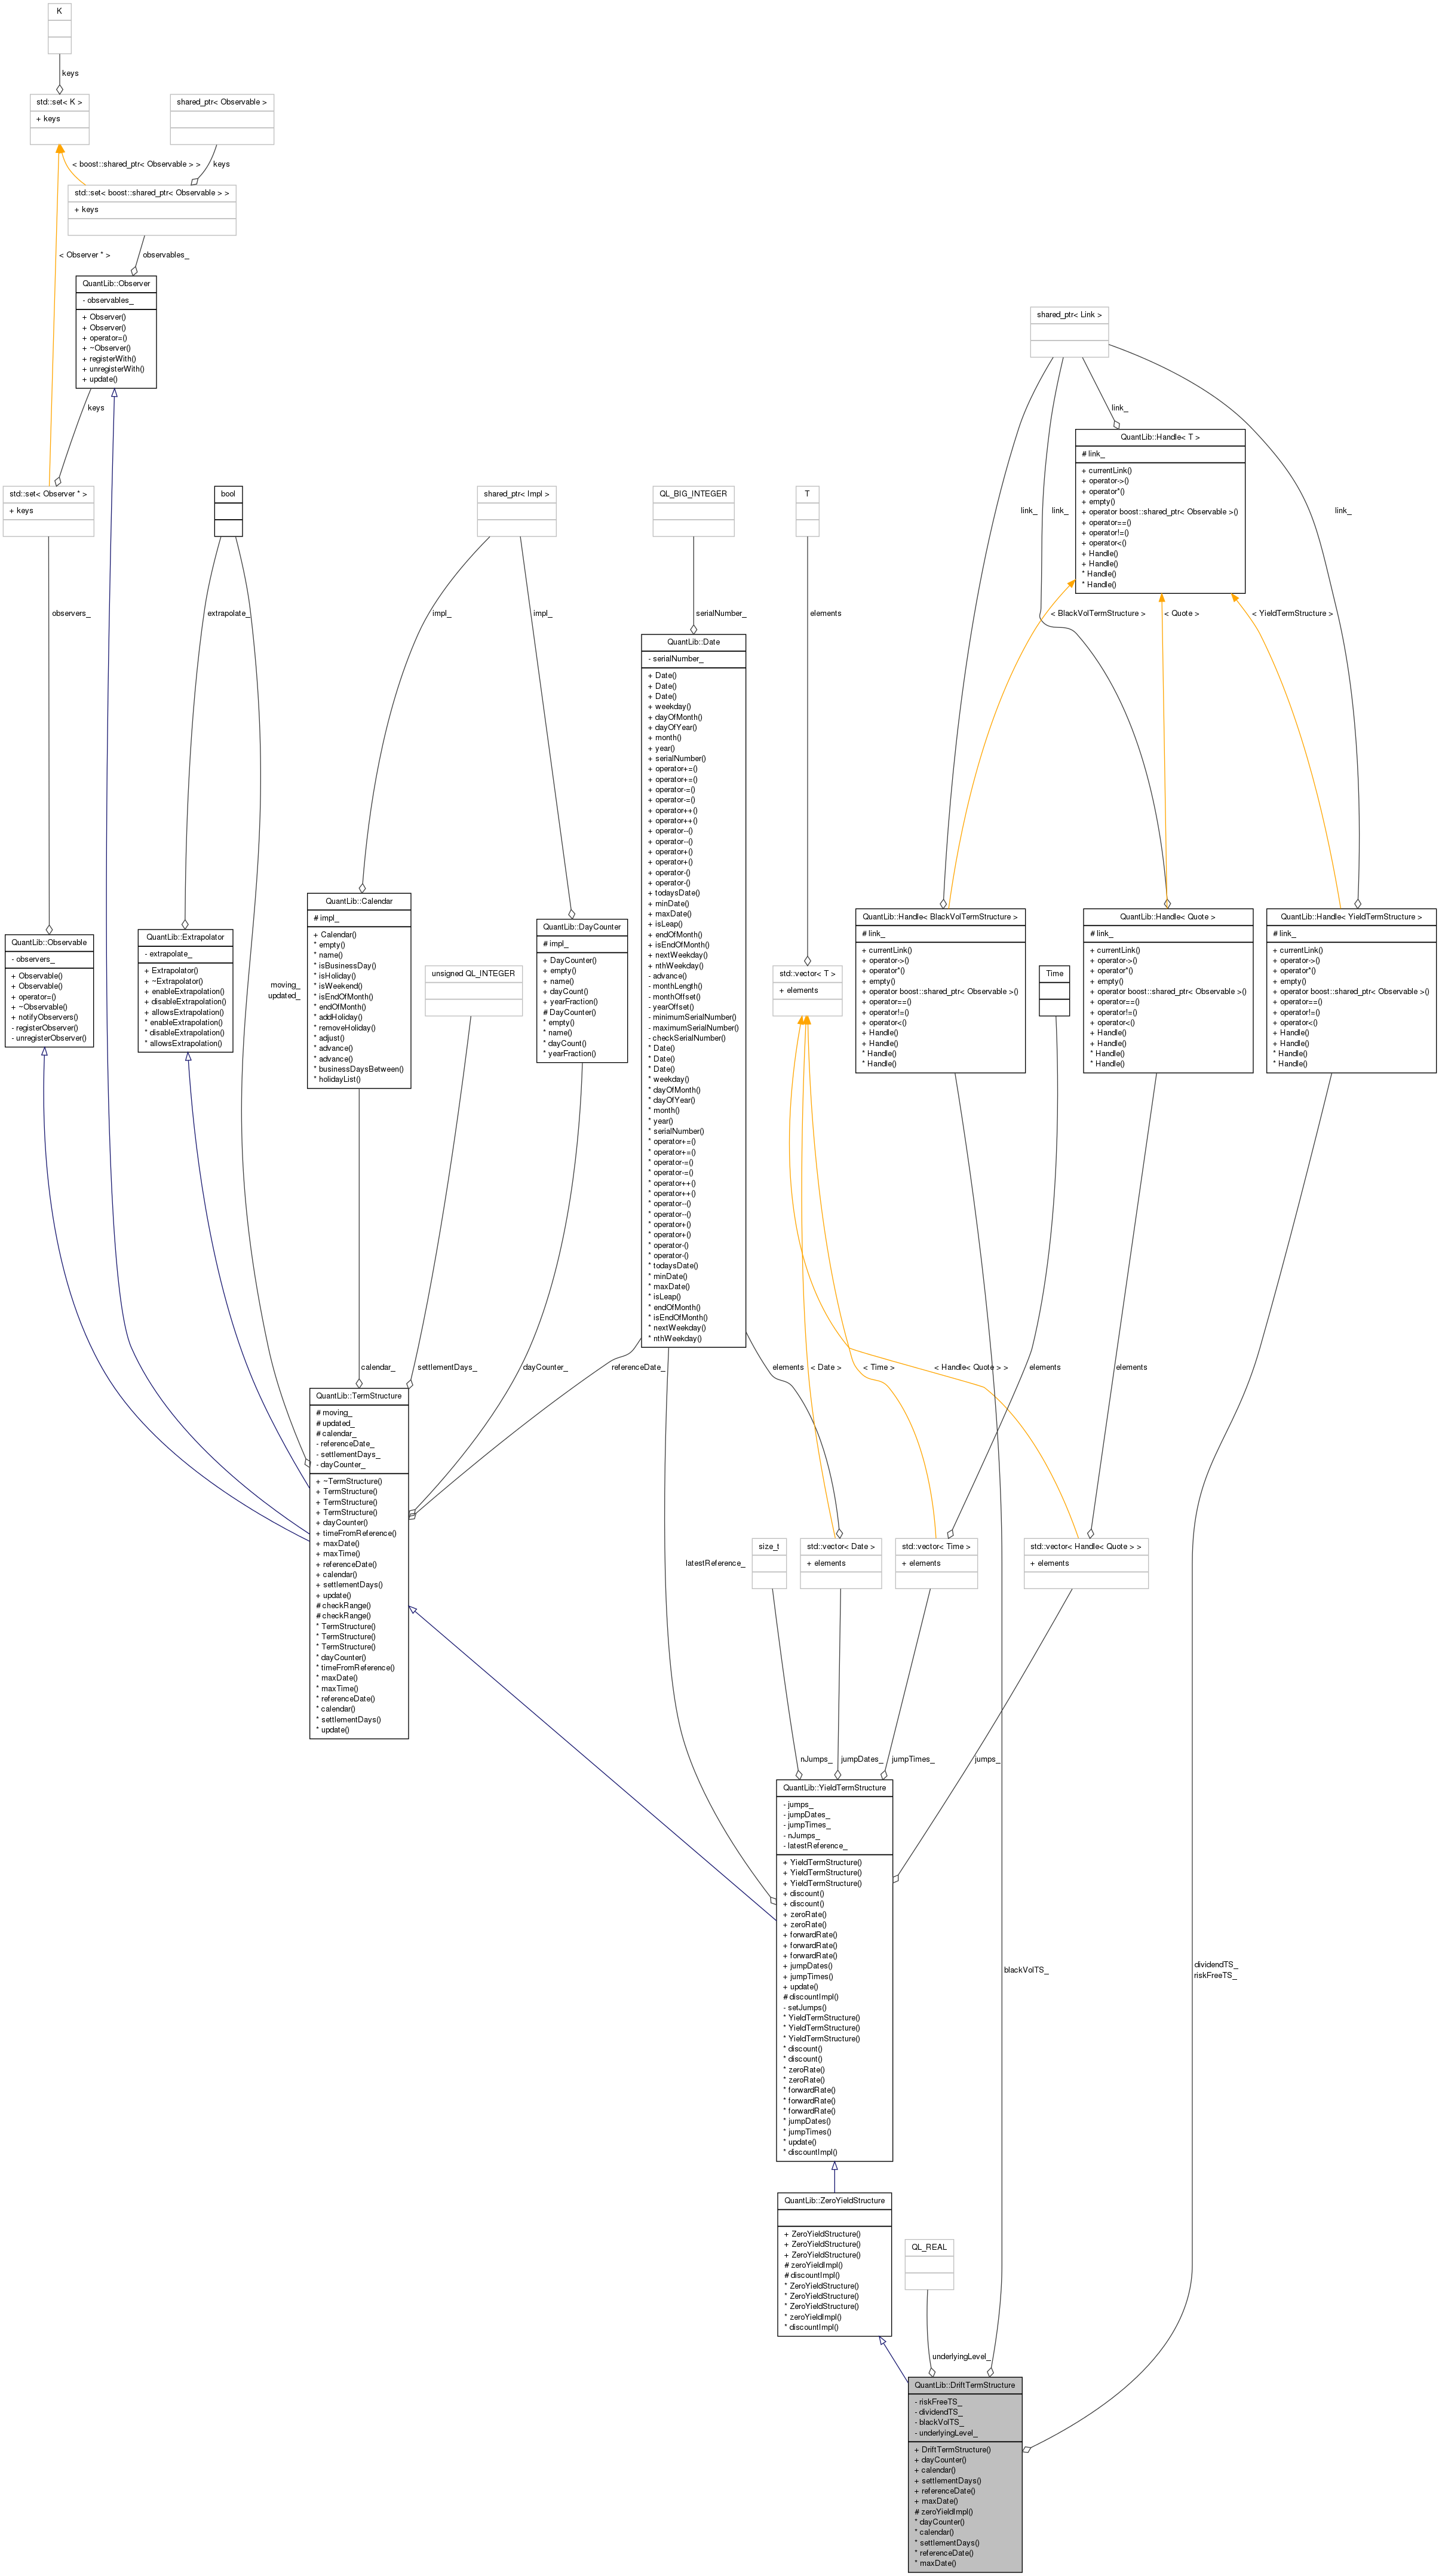 K
keys
std::set< K >
+ keys
shared_ptr< Observable >
< boost::shared_ptr< Observable > >
keys
std::set< boost::shared_ptr< Observable > >
+ keys
< Observer * >
observables_
QuantLib::Observer
- observables_
+ Observer()
+ Observer()
+ operator=()
+ ~Observer()
+ registerWith()
+ unregisterWith()
+ update()
shared_ptr< Link >
keys
link_
QuantLib::Handle< T >
# link_
+ currentLink()
+ operator->()
+ operator*()
+ empty()
+ operator boost::shared_ptr< Observable >()
+ operator==()
+ operator!=()
+ operator<()
+ Handle()
+ Handle()
* Handle()
* Handle()
std::set< Observer * >
+ keys
bool
shared_ptr< Impl >
QL_BIG_INTEGER
T
link_
link_
link_
observers_
extrapolate_
impl_
impl_
serialNumber_
elements
< BlackVolTermStructure >
< Quote >
< YieldTermStructure >
QuantLib::Date
- serialNumber_
+ Date()
+ Date()
+ Date()
+ weekday()
+ dayOfMonth()
+ dayOfYear()
+ month()
+ year()
+ serialNumber()
+ operator+=()
+ operator+=()
+ operator-=()
+ operator-=()
+ operator++()
+ operator++()
+ operator--()
+ operator--()
+ operator+()
+ operator+()
+ operator-()
+ operator-()
+ todaysDate()
+ minDate()
+ maxDate()
+ isLeap()
+ endOfMonth()
+ isEndOfMonth()
+ nextWeekday()
+ nthWeekday()
- advance()
- monthLength()
- monthOffset()
- yearOffset()
- minimumSerialNumber()
- maximumSerialNumber()
- checkSerialNumber()
* Date()
* Date()
* Date()
* weekday()
* dayOfMonth()
* dayOfYear()
* month()
* year()
* serialNumber()
* operator+=()
* operator+=()
* operator-=()
* operator-=()
* operator++()
* operator++()
* operator--()
* operator--()
* operator+()
* operator+()
* operator-()
* operator-()
* todaysDate()
* minDate()
* maxDate()
* isLeap()
* endOfMonth()
* isEndOfMonth()
* nextWeekday()
* nthWeekday()
QuantLib::Observable
- observers_
+ Observable()
+ Observable()
+ operator=()
+ ~Observable()
+ notifyObservers()
- registerObserver()
- unregisterObserver()
QuantLib::Extrapolator
- extrapolate_
+ Extrapolator()
+ ~Extrapolator()
+ enableExtrapolation()
+ disableExtrapolation()
+ allowsExtrapolation()
* enableExtrapolation()
* disableExtrapolation()
* allowsExtrapolation()
moving_
updated_
QuantLib::Calendar
# impl_
+ Calendar()
* empty()
* name()
* isBusinessDay()
* isHoliday()
* isWeekend()
* isEndOfMonth()
* endOfMonth()
* addHoliday()
* removeHoliday()
* adjust()
* advance()
* advance()
* businessDaysBetween()
* holidayList()
unsigned QL_INTEGER
QuantLib::DayCounter
# impl_
+ DayCounter()
+ empty()
+ name()
+ dayCount()
+ yearFraction()
# DayCounter()
* empty()
* name()
* dayCount()
* yearFraction()
std::vector< T >
+ elements
QuantLib::Handle< BlackVolTermStructure >
# link_
+ currentLink()
+ operator->()
+ operator*()
+ empty()
+ operator boost::shared_ptr< Observable >()
+ operator==()
+ operator!=()
+ operator<()
+ Handle()
+ Handle()
* Handle()
* Handle()
Time
QuantLib::Handle< Quote >
# link_
+ currentLink()
+ operator->()
+ operator*()
+ empty()
+ operator boost::shared_ptr< Observable >()
+ operator==()
+ operator!=()
+ operator<()
+ Handle()
+ Handle()
* Handle()
* Handle()
QuantLib::Handle< YieldTermStructure >
# link_
+ currentLink()
+ operator->()
+ operator*()
+ empty()
+ operator boost::shared_ptr< Observable >()
+ operator==()
+ operator!=()
+ operator<()
+ Handle()
+ Handle()
* Handle()
* Handle()
calendar_
settlementDays_
dayCounter_
referenceDate_
elements
< Date >
< Time >
< Handle< Quote > >
elements
elements
QuantLib::TermStructure
# moving_
# updated_
# calendar_
- referenceDate_
- settlementDays_
- dayCounter_
+ ~TermStructure()
+ TermStructure()
+ TermStructure()
+ TermStructure()
+ dayCounter()
+ timeFromReference()
+ maxDate()
+ maxTime()
+ referenceDate()
+ calendar()
+ settlementDays()
+ update()
# checkRange()
# checkRange()
* TermStructure()
* TermStructure()
* TermStructure()
* dayCounter()
* timeFromReference()
* maxDate()
* maxTime()
* referenceDate()
* calendar()
* settlementDays()
* update()
latestReference_
size_t
std::vector< Date >
+ elements
std::vector< Time >
+ elements
std::vector< Handle< Quote > >
+ elements
nJumps_
jumpDates_
jumpTimes_
jumps_
QuantLib::YieldTermStructure
- jumps_
- jumpDates_
- jumpTimes_
- nJumps_
- latestReference_
+ YieldTermStructure()
+ YieldTermStructure()
+ YieldTermStructure()
+ discount()
+ discount()
+ zeroRate()
+ zeroRate()
+ forwardRate()
+ forwardRate()
+ forwardRate()
+ jumpDates()
+ jumpTimes()
+ update()
# discountImpl()
- setJumps()
* YieldTermStructure()
* YieldTermStructure()
* YieldTermStructure()
* discount()
* discount()
* zeroRate()
* zeroRate()
* forwardRate()
* forwardRate()
* forwardRate()
* jumpDates()
* jumpTimes()
* update()
* discountImpl()
blackVolTS_
dividendTS_
riskFreeTS_
QuantLib::ZeroYieldStructure
+ ZeroYieldStructure()
+ ZeroYieldStructure()
+ ZeroYieldStructure()
# zeroYieldImpl()
# discountImpl()
* ZeroYieldStructure()
* ZeroYieldStructure()
* ZeroYieldStructure()
* zeroYieldImpl()
* discountImpl()
QL_REAL
underlyingLevel_
QuantLib::DriftTermStructure
- riskFreeTS_
- dividendTS_
- blackVolTS_
- underlyingLevel_
+ DriftTermStructure()
+ dayCounter()
+ calendar()
+ settlementDays()
+ referenceDate()
+ maxDate()
# zeroYieldImpl()
* dayCounter()
* calendar()
* settlementDays()
* referenceDate()
* maxDate()